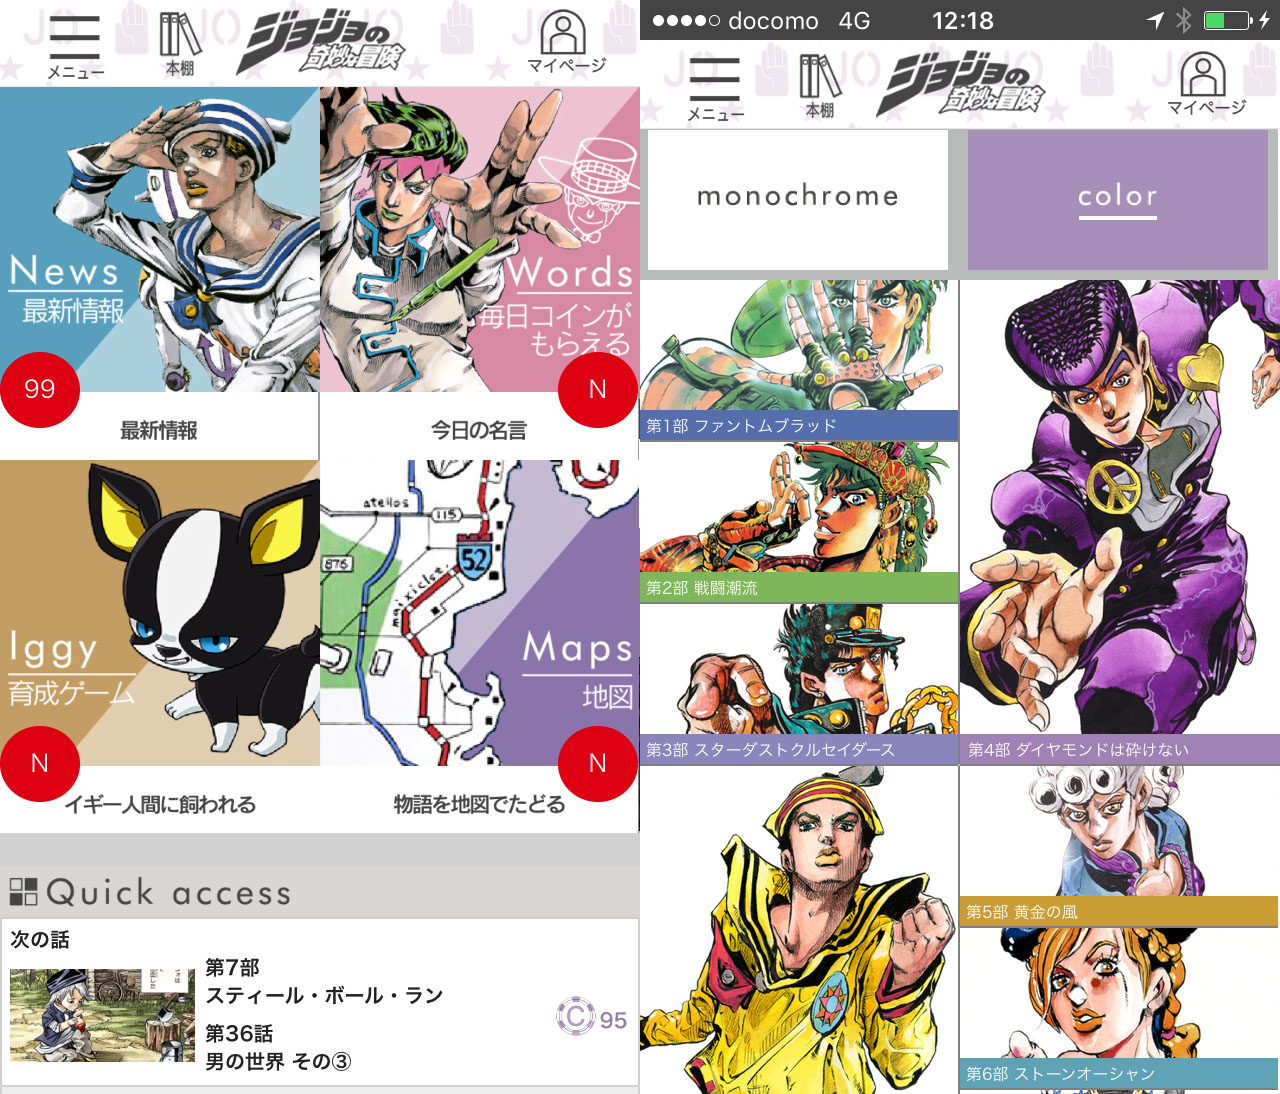 メニュー
本棚
ジョジョの
奇妙な冒険
マイページ
News
最新情報
99
最新情報
Words
毎日コインが
もらえる
N
今日の名言
Iggy
育成ゲーム
N
イギー人間に飼われる
atellos
115
876
52
Maps
地図
N
物語を地図でたどる
Quick access
次の話
第7部
スティール・ボール・ラン
第36話
男の世界 その③
C 95
docomo 4G 12:18
メニュー
本棚
ジョジョの
奇妙な冒険
マイページ
monochrome
color
第1部 ファントムブラッド
第2部 戦闘潮流
第3部 スターダストクルセイダース
第4部 ダイヤモンドは砕けない
第5部 黄金の風
第6部 ストーンオーシャン